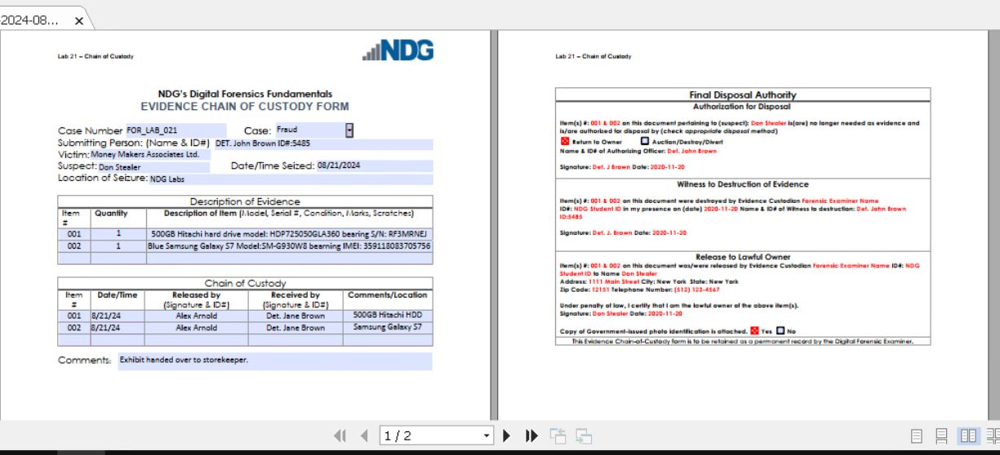 -2024-08... ×
Lab 21 – Chain of Custody
NDG
NDG's Digital Forensics Fundamentals
EVIDENCE CHAIN OF CUSTODY FORM
Case Number FOR_LAB_021 Case: Fraud
Submitting Person: (Name & ID#) DET. John Brown ID#:5485
Victim: Money Makers Associates Ltd.
Suspect: Don Stealer Date/Time Seized: 08/21/2024
Location of Seizure: NDG Labs
Description of Evidence
Item # Quantity Description of Item (Model, Serial #, Condition, Marks, Scratches)
001 1 500GB Hitachi hard drive model: HDP725050GLA360 bearing S/N: RF3MRNEJ
002 1 Blue Samsung Galaxy S7 Model:SM-G930W8 bearning IMEI: 359118083705756
Chain of Custody
Item # Date/Time Released by (Signature & ID#) Received by (Signature & ID#) Comments/Location
001 8/21/24 Alex Arnold Det. Jane Brown 500GB Hitachi HDD
002 8/21/24 Alex Arnold Det. Jane Brown Samsung Galaxy S7
Comments: Exhibit handed over to storekeeper.
Lab 21 – Chain of Custody
Final Disposal Authority
Authorization for Disposal
Item(s) #: 001 & 002 on this document pertaining to (suspect): Don Stealer is(are) no longer needed as evidence and
is/are authorized for disposal by (check appropriate disposal method)
Return to Owner Auction/Destroy/Divert
Name & ID# of Authorizing Officer: Det. John Brown
Signature: Det. J Brown Date: 2020-11-20
Witness to Destruction of Evidence
Item(s) #: 001 & 002 on this document were destroyed by Evidence Custodian Forensic Examiner Name
ID#: NDG Student ID in my presence on (date) 2020-11-20 Name & ID# of Witness to destruction: Det. John Brown
ID:5485
Signature: Det. J. Brown Date: 2020-11-20
Release to Lawful Owner
Item(s) #: 001 & 002 on this document was/were released by Evidence Custodian Forensic Examiner Name ID#: NDG
Student ID to Name Don Stealer
Address: 1111 Main Street City: New York State: New York
Zip Code: 12151 Telephone Number: (512) 123-4567
Under penalty of law, I certify that I am the lawful owner of the above item(s).
Signature: Don Stealer Date: 2020-11-20
Copy of Government-issued photo identification is attached. Yes No
This Evidence Chain-of-Custody form is to be retained as a permanent record by the Digital Forensic Examiner.
1 / 2